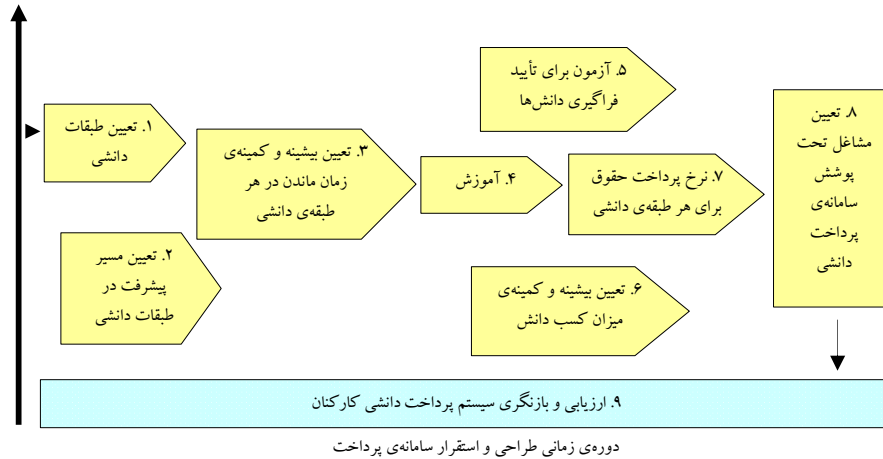 ۱. تعیین طبقات
دانشی
۲. تعیین مسیر
پیشرفت در
طبقات دانشی
۳. تعیین بیشینه و کمینه‌ی
زمان ماندن در هر
طبقه‌ی دانشی
۴. آموزش
۵. آزمون برای تأیید
فراگیری دانش‌ها
۶. تعیین بیشینه و کمینه‌ی
میزان کسب دانش
۷. نرخ پرداخت حقوق
برای هر طبقه‌ی دانشی
۸. تعیین
مشاغل تحت
پوشش
سامانه‌ی
پرداخت
دانشی
۹. ارزیابی و بازنگری سیستم پرداخت دانشی کارکنان
دوره‌ی زمانی طراحی و استقرار سامانه‌ی پرداخت